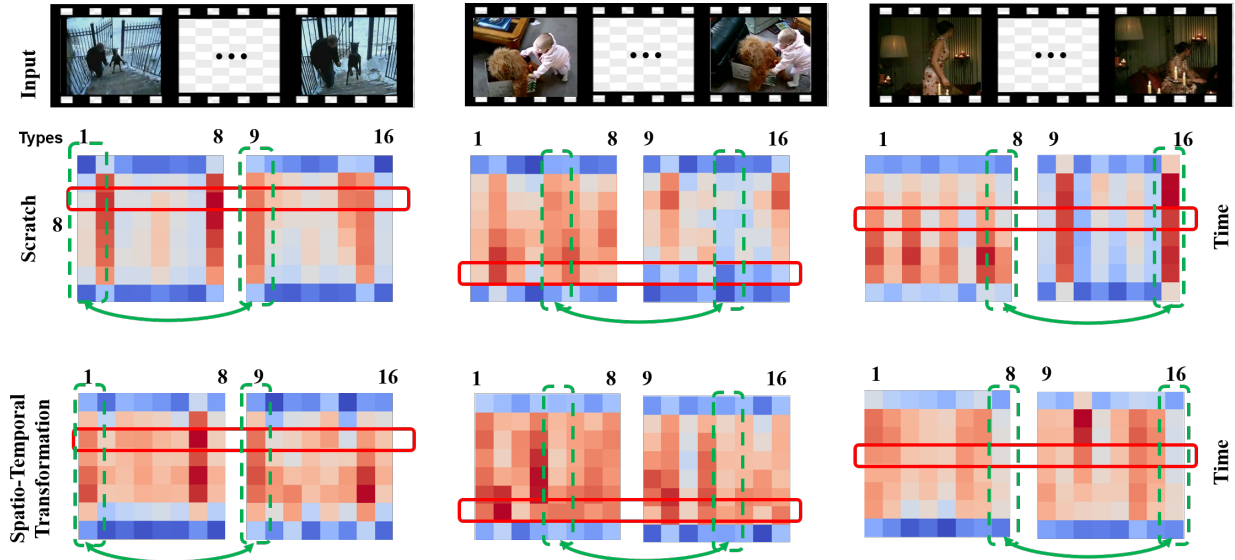 Input
Types
1 8 9 16
1 8 9 16
1 8 9 16
Scratch
8
Time
1 8 9 16
1 8 9 16
1 8 9 16
Spatio-Temporal
Transformation
Time